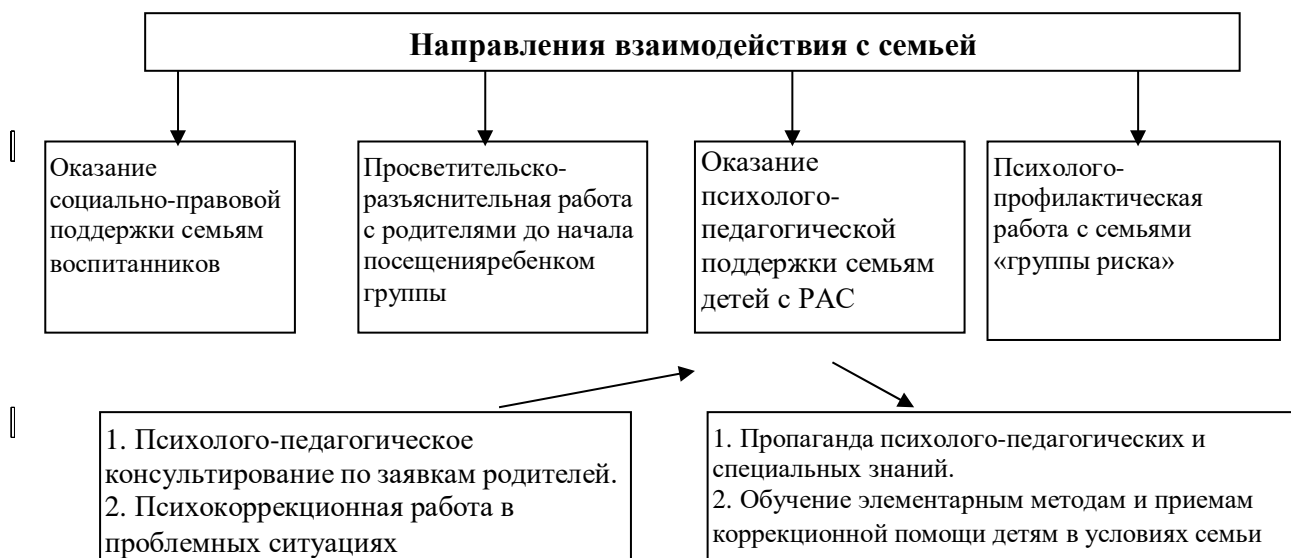 Направления взаимодействия с семьей
Оказание
социально-правовой
поддержки семьям
воспитанников
Просветительско-
разъяснительная работа
с родителями до начала
посещенияребенком
группы
Оказание
психолого-
педагогической
поддержки семьям
детей с РАС
Психолого-
профилактическая
работа с семьями
«группы риска»
1. Психолого-педагогическое
консультирование по заявкам родителей.
2. Психокоррекционная работа в
проблемных ситуациях
1. Пропаганда психолого-педагогических и
специальных знаний.
2. Обучение элементарным методам и приемам
коррекционной помощи детям в условиях семьи